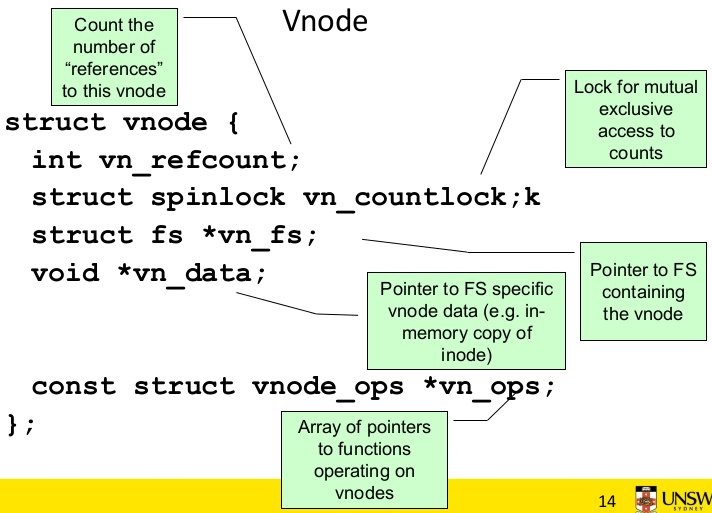 Vnode
Count the
number of
“references”
to this vnode
Lock for mutual
exclusive
access to
counts
struct vnode {
int vn_refcount;
struct spinlock vn_countlock;k
struct fs *vn_fs;
void *vn_data;
Pointer to FS
containing
the vnode
Pointer to FS specific
vnode data (e.g. in-
memory copy of
inode)
const struct vnode_ops *vn_ops;
};
Array of pointers
to functions
operating on
vnodes
14
UNSW
SYDNEY